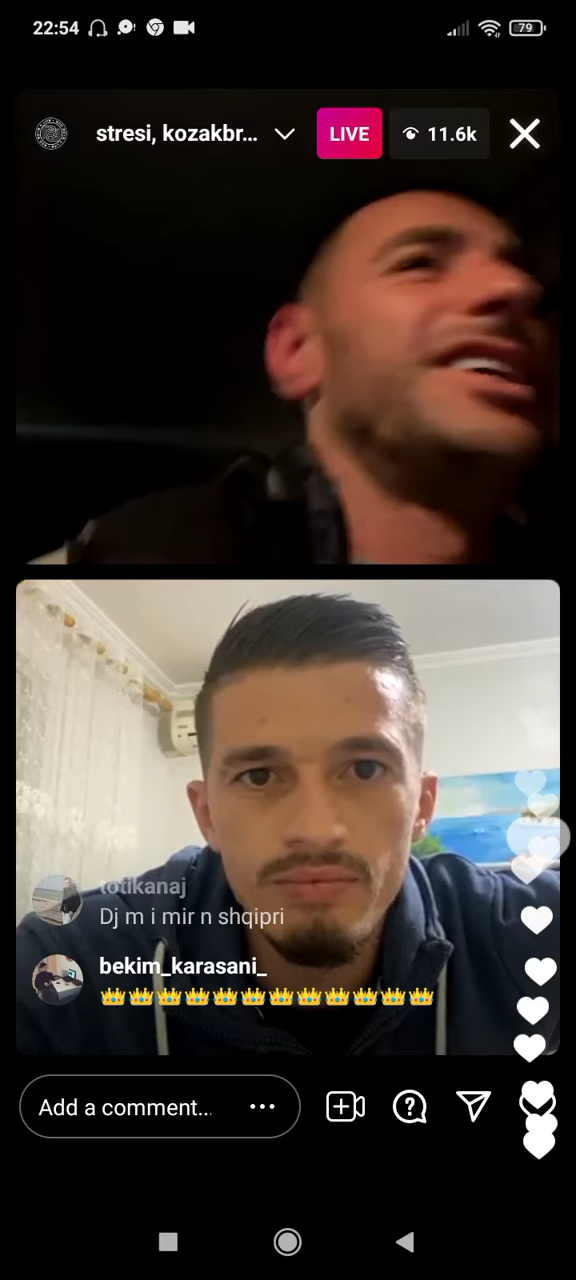 22:54
79
stresi, kozakbr...
LIVE
11.6k
totikanaj
Dj m i mir n shqipri
bekim_karasani_
👑👑👑👑👑👑👑👑👑👑👑👑
Add a comment...